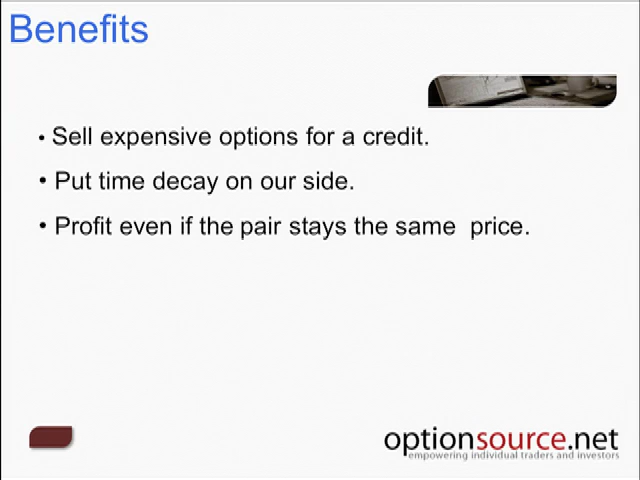 Benefits
• Sell expensive options for a credit.
• Put time decay on our side.
• Profit even if the pair stays the same price.
optionsource.net
empowering individual traders and investors